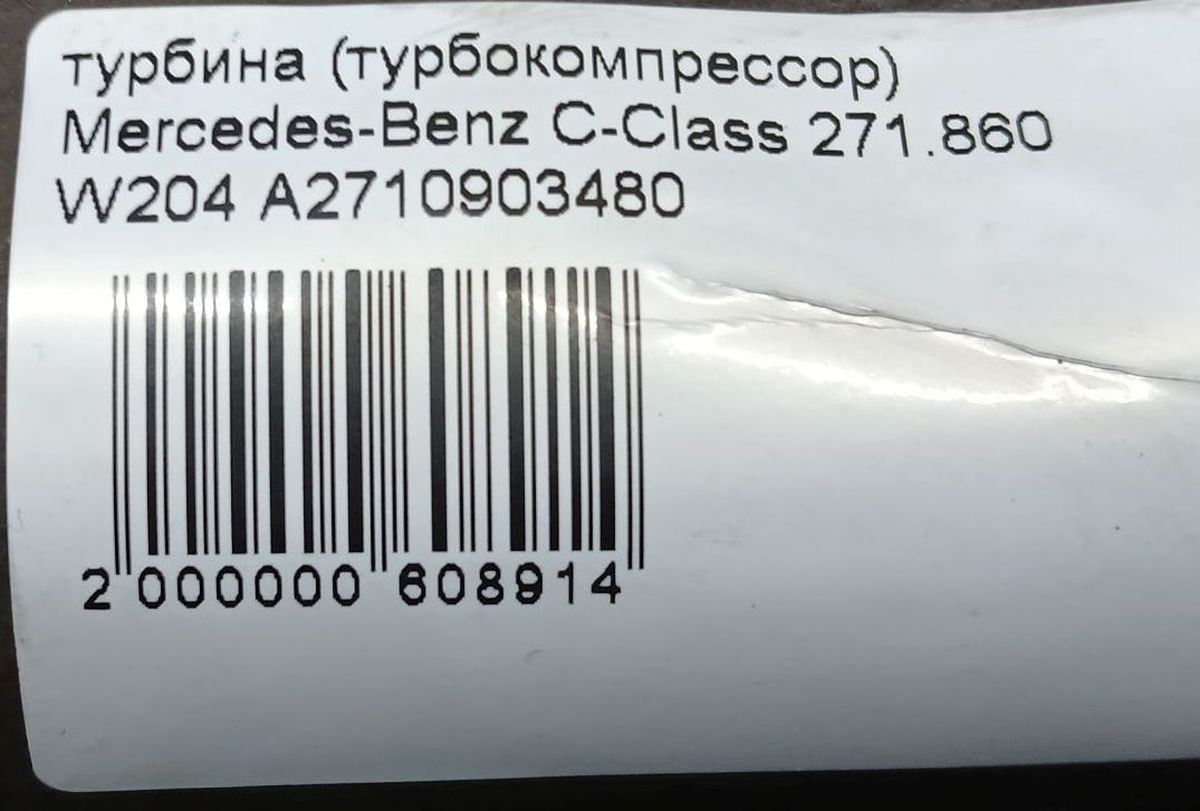 турбина (турбокомпрессор)
Mercedes-Benz C-Class 271.860
W204 A2710903480
2 000000 608914